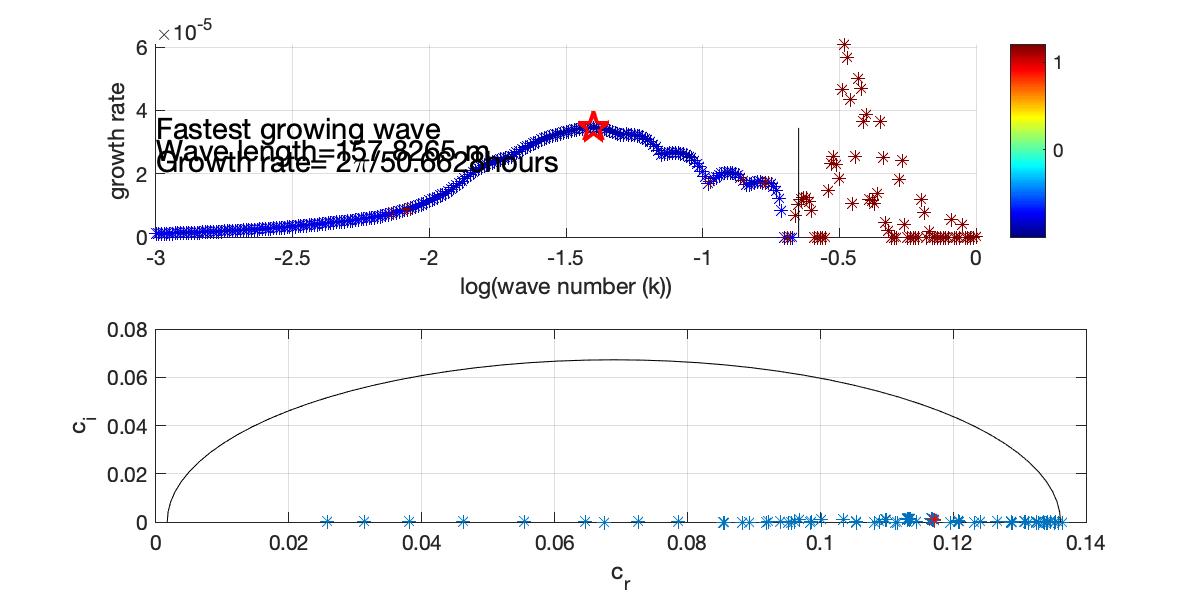 ×10-5
6
4
2
0
growth rate
Fastest growing wave
Wave length=157.8265 m
Growth rate= 2π/50.6628hours
-3 -2.5 -2 -1.5 -1 -0.5 0
log(wave number (k))
1
0
0.08
0.06
0.04
0.02
0
ci
0 0.02 0.04 0.06 0.08 0.1 0.12 0.14
cr